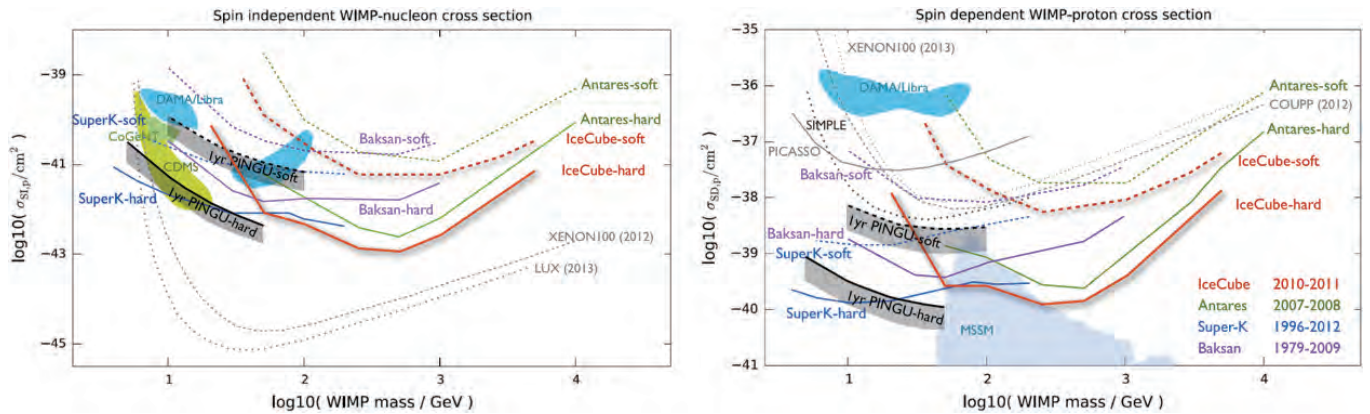 Spin independent WIMP-nucleon cross section
log10( σSI,p/cm²)
−39
−41
−43
−45
1
2
3
4
log10( WIMP mass / GeV)
DAMA/Libra
SuperK-soft
CoGeNT
CDMS
1yr PINGU-soft
1yr PINGU-hard
SuperK-hard
Baksan-soft
Baksan-hard
Antares-soft
Antares-hard
IceCube-soft
IceCube-hard
XENON100 (2012)
LUX (2013)
Spin dependent WIMP-proton cross section
log10( σSD,p/cm²)
−35
−36
−37
−38
−39
−40
−41
1
2
3
4
log10( WIMP mass / GeV)
XENON100 (2013)
DAMA/Libra
SIMPLE
PICASSO
Baksan-soft
1yr PINGU-soft
Baksan-hard
SuperK-soft
1yr PINGU-hard
SuperK-hard
MSSM
Antares-soft
COUPP (2012)
Antares-hard
IceCube-soft
IceCube-hard
IceCube 2010-2011
Antares 2007-2008
Super-K 1996-2012
Baksan 1979-2009